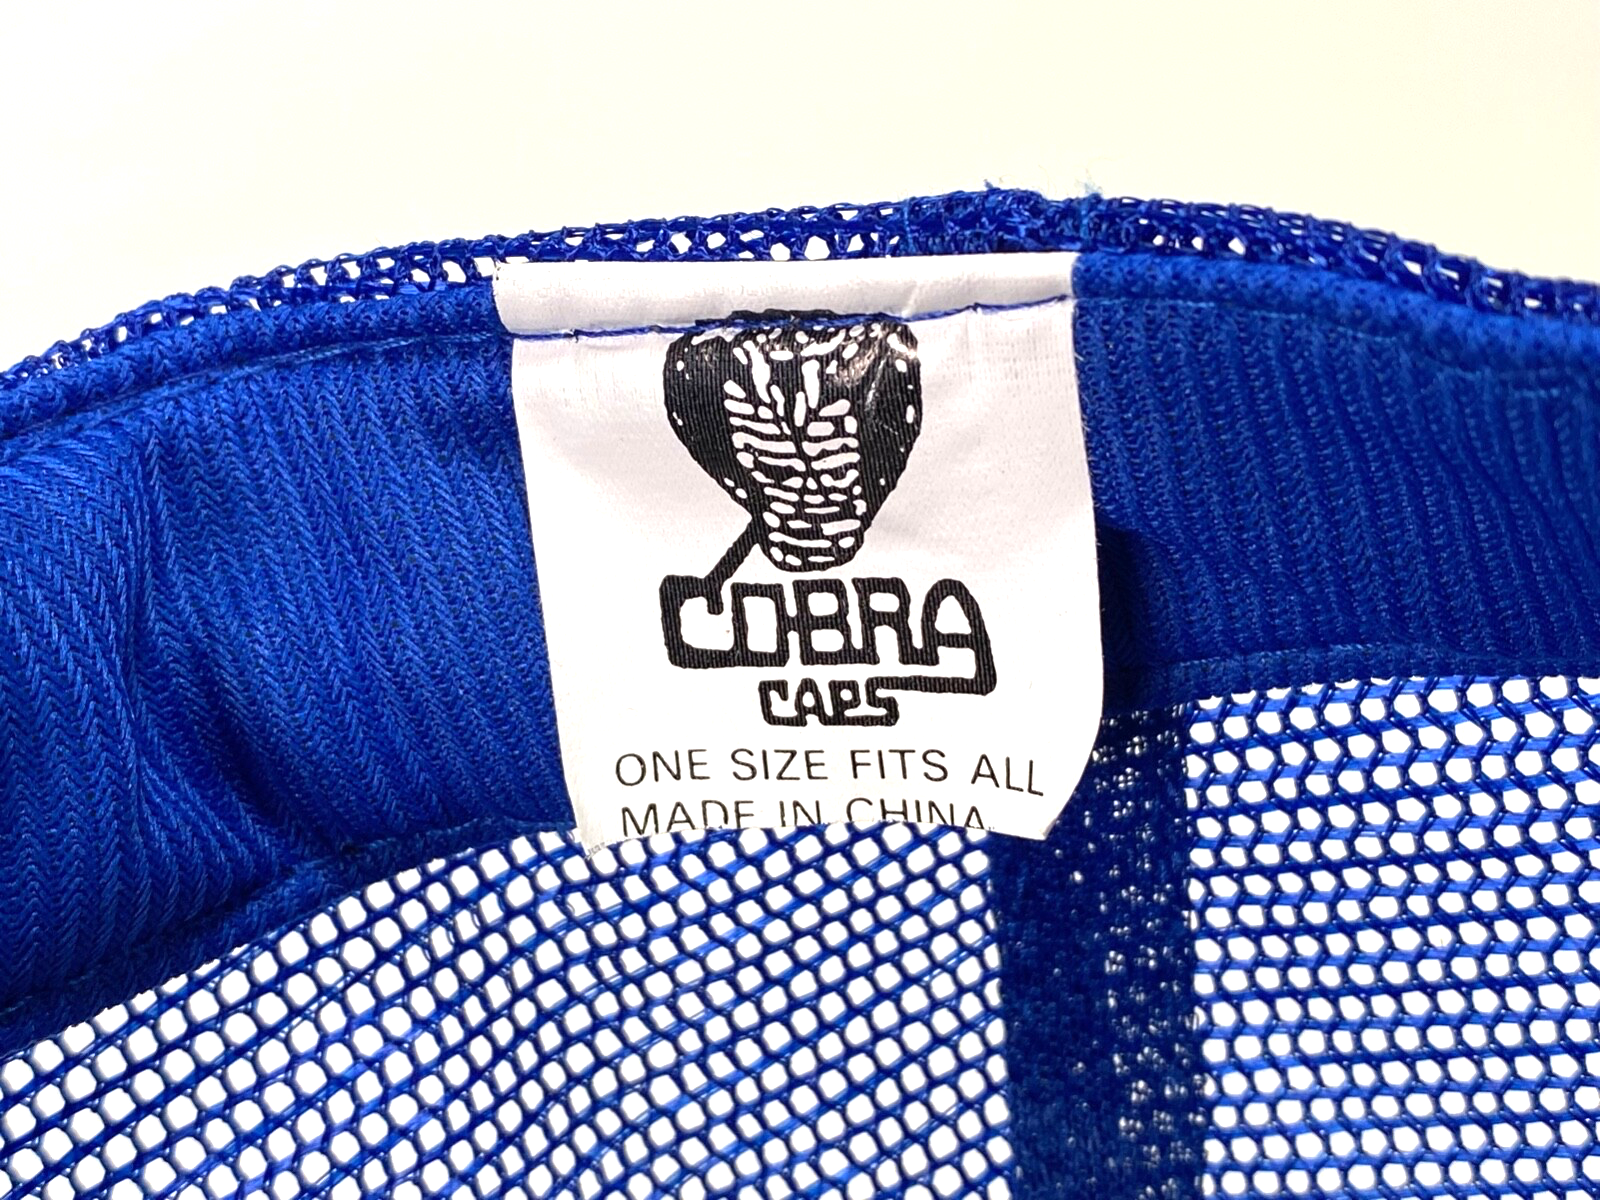 COBRA
CAPS
ONE SIZE FITS ALL
MADE IN CHINA